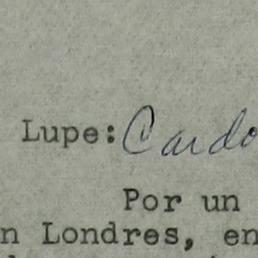 Lupe: Cardo
Por un
n Londres, en